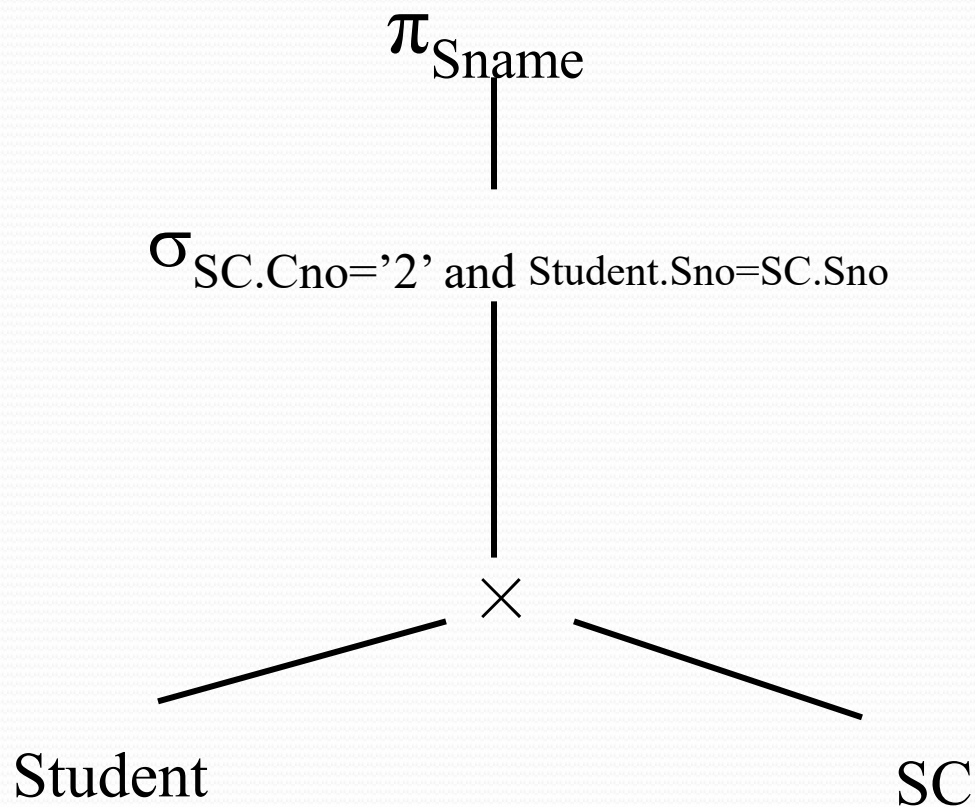 πSname
σSC.Cno=’2’ and Student.Sno=SC.Sno
×
Student SC